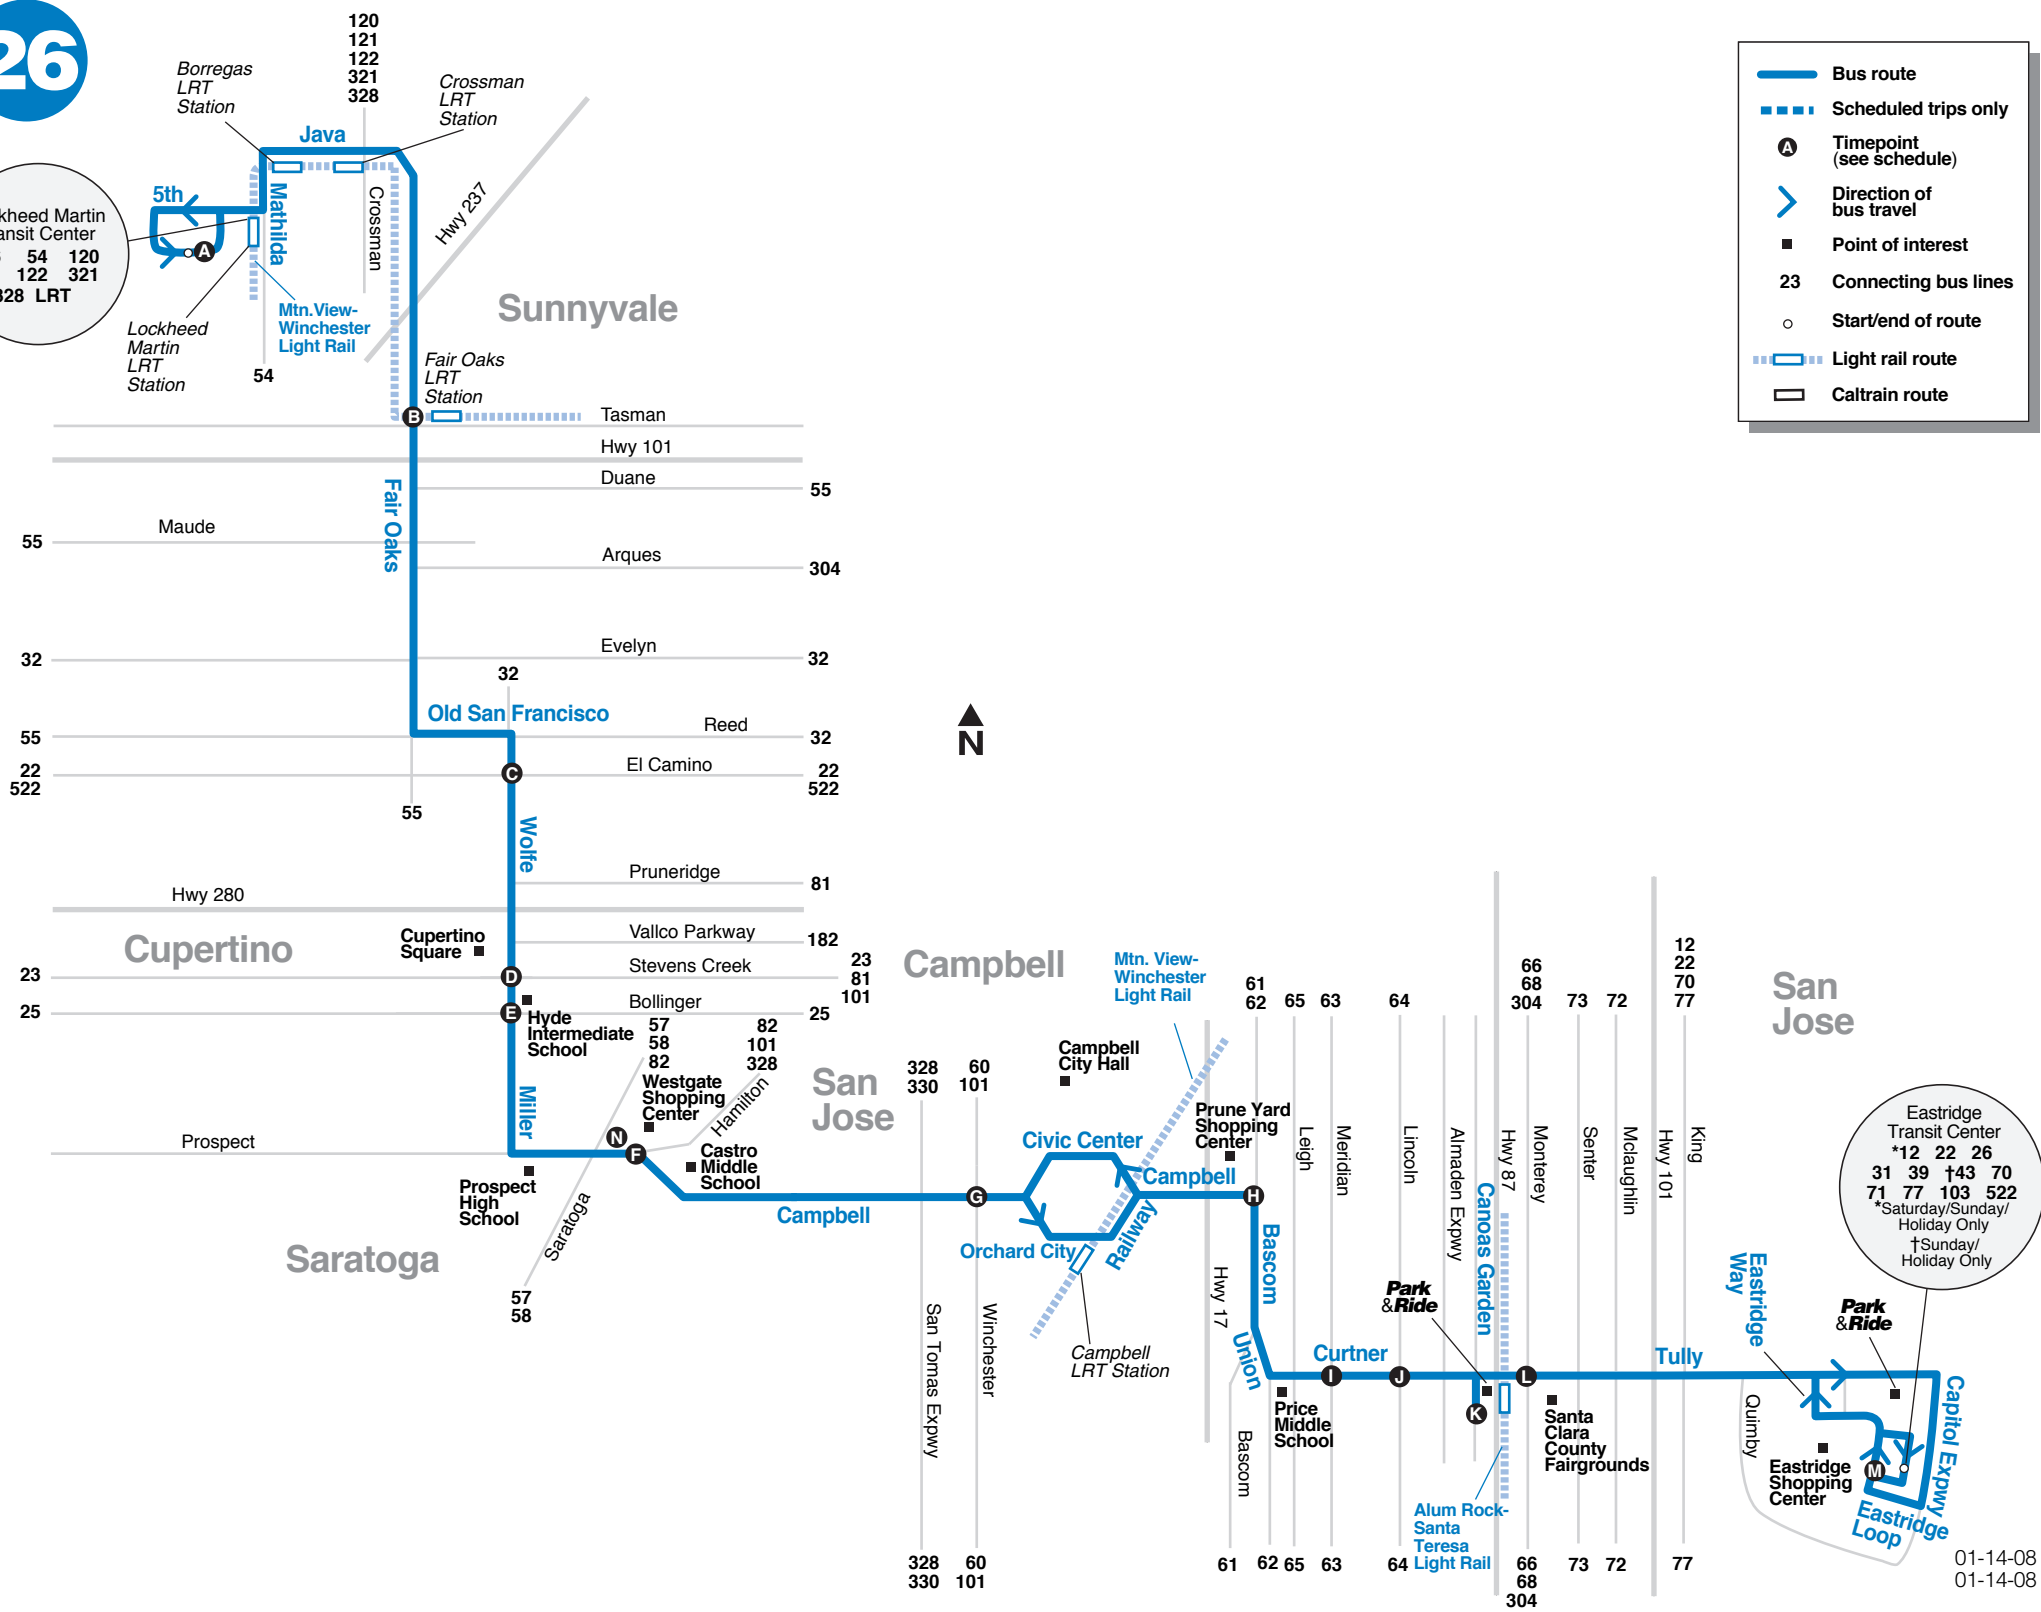 26
120
121
122
321
328
Borregas
LRT
Station
Crossman
LRT
Station
Java
5th
Mathilda
Crossman
Hwy 237
Transit Center
54 120
122 321
328 LRT
Lockheed
Martin
LRT
Station
Mtn.View-
Winchester
Light Rail
54
Sunnyvale
Fair Oaks
LRT
Station
A
B
Tasman
Hwy 101
Duane
55
Fair Oaks
Maude
55
Arques
304
Evelyn
32
32
32
Old San Francisco
Reed
55
32
El Camino
22
522
22
522
C
55
Wolfe
Pruneridge
81
Hwy 280
Cupertino
Cupertino
Square
Vallco Parkway
182
Stevens Creek
23
23
81
101
D
Bollinger
25
25
E
Hyde
Intermediate
School
57
58
82
82
101
328
Westgate
Shopping
Center
Hamilton
Miller
Prospect
N
F
Castro
Middle
School
Prospect
High
School
Saratoga
57
58
Saratoga
San
Jose
Campbell
Campbell
328
330
60
101
G
San Tomas Expwy
Winchester
328
330
60
101
N
Campbell
City Hall
Civic Center
Orchard City
Railway
Campbell
Campbell
LRT Station
Mtn. View-
Winchester
Light Rail
Prune Yard
Shopping
Center
H
Hwy 17
Bascom
Union
Bascom
61
62
65
63
64
66
68
304
73
72
12
22
70
77
Leigh
Meridian
Lincoln
Almaden Expwy
Canoas Garden
Hwy 87
Monterey
Senter
Mclaughlin
Hwy 101
King
San
Jose
Curtner
Park
&Ride
I
J
K
L
Price
Middle
School
Santa
Clara
County
Fairgrounds
Alum Rock-
Santa
Teresa
Light Rail
61
62
65
63
64
66
68
304
73
72
77
Tully
Quimby
Eastridge
Way
Park
&Ride
Eastridge
Shopping
Center
M
Capitol Expwy
Eastridge
Loop
Eastridge
Transit Center
*12 22 26
31 39 †43 70
71 77 103 522
*Saturday/Sunday/
Holiday Only
†Sunday/
Holiday Only
Bus route
Scheduled trips only
A
Timepoint
(see schedule)
Direction of
bus travel
Point of interest
23 Connecting bus lines
Start/end of route
Light rail route
Caltrain route
01-14-08
01-14-08